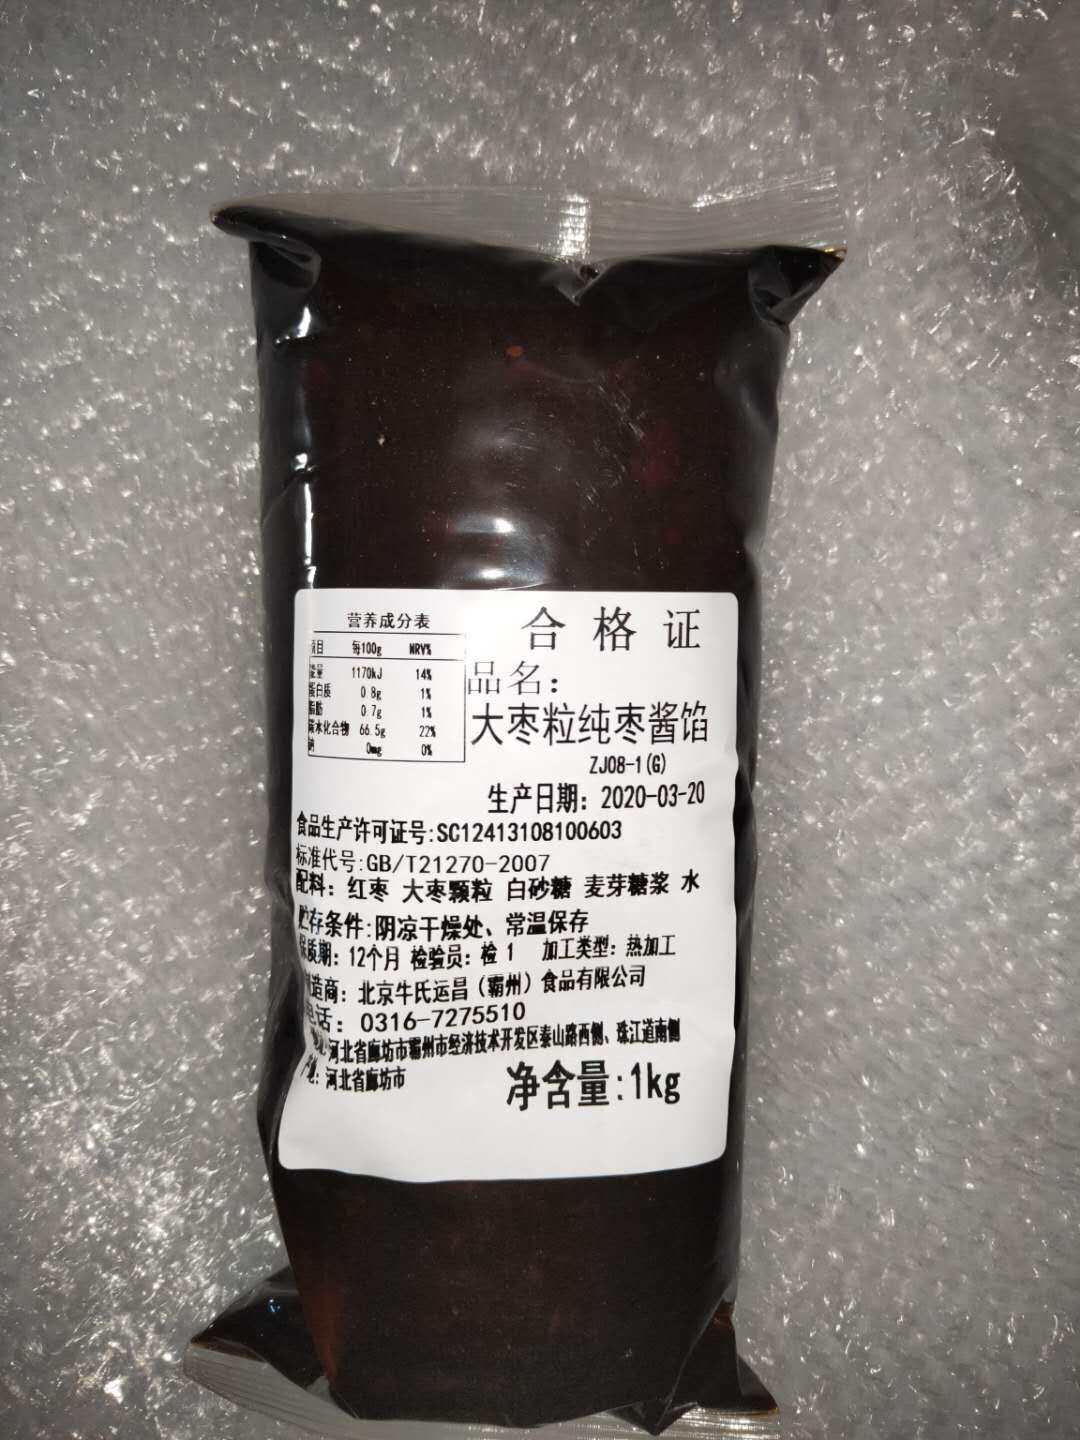 合格证
营养成分表
项目 每100g NRV%
能量 1170kJ 14%
蛋白质 0.8g 1%
脂肪 0.7g 1%
碳水化合物 66.5g 22%
钠 0mg 0%
品名:
大枣粒纯枣酱馅
ZJ08-1(G)
生产日期: 2020-03-20
食品生产许可证号:SC12413108100603
标准代号:GB/T21270-2007
配料: 红枣 大枣颗粒 白砂糖 麦芽糖浆 水
贮存条件:阴凉干燥处、常温保存
保质期: 12个月 检验员: 检 1 加工类型: 热加工
制造商: 北京牛氏运昌(霸州)食品有限公司
电话: 0316-7275510
地址:河北省廊坊市霸州市经济技术开发区泰山路西侧、珠江道南侧
产地: 河北省廊坊市
净含量:1kg